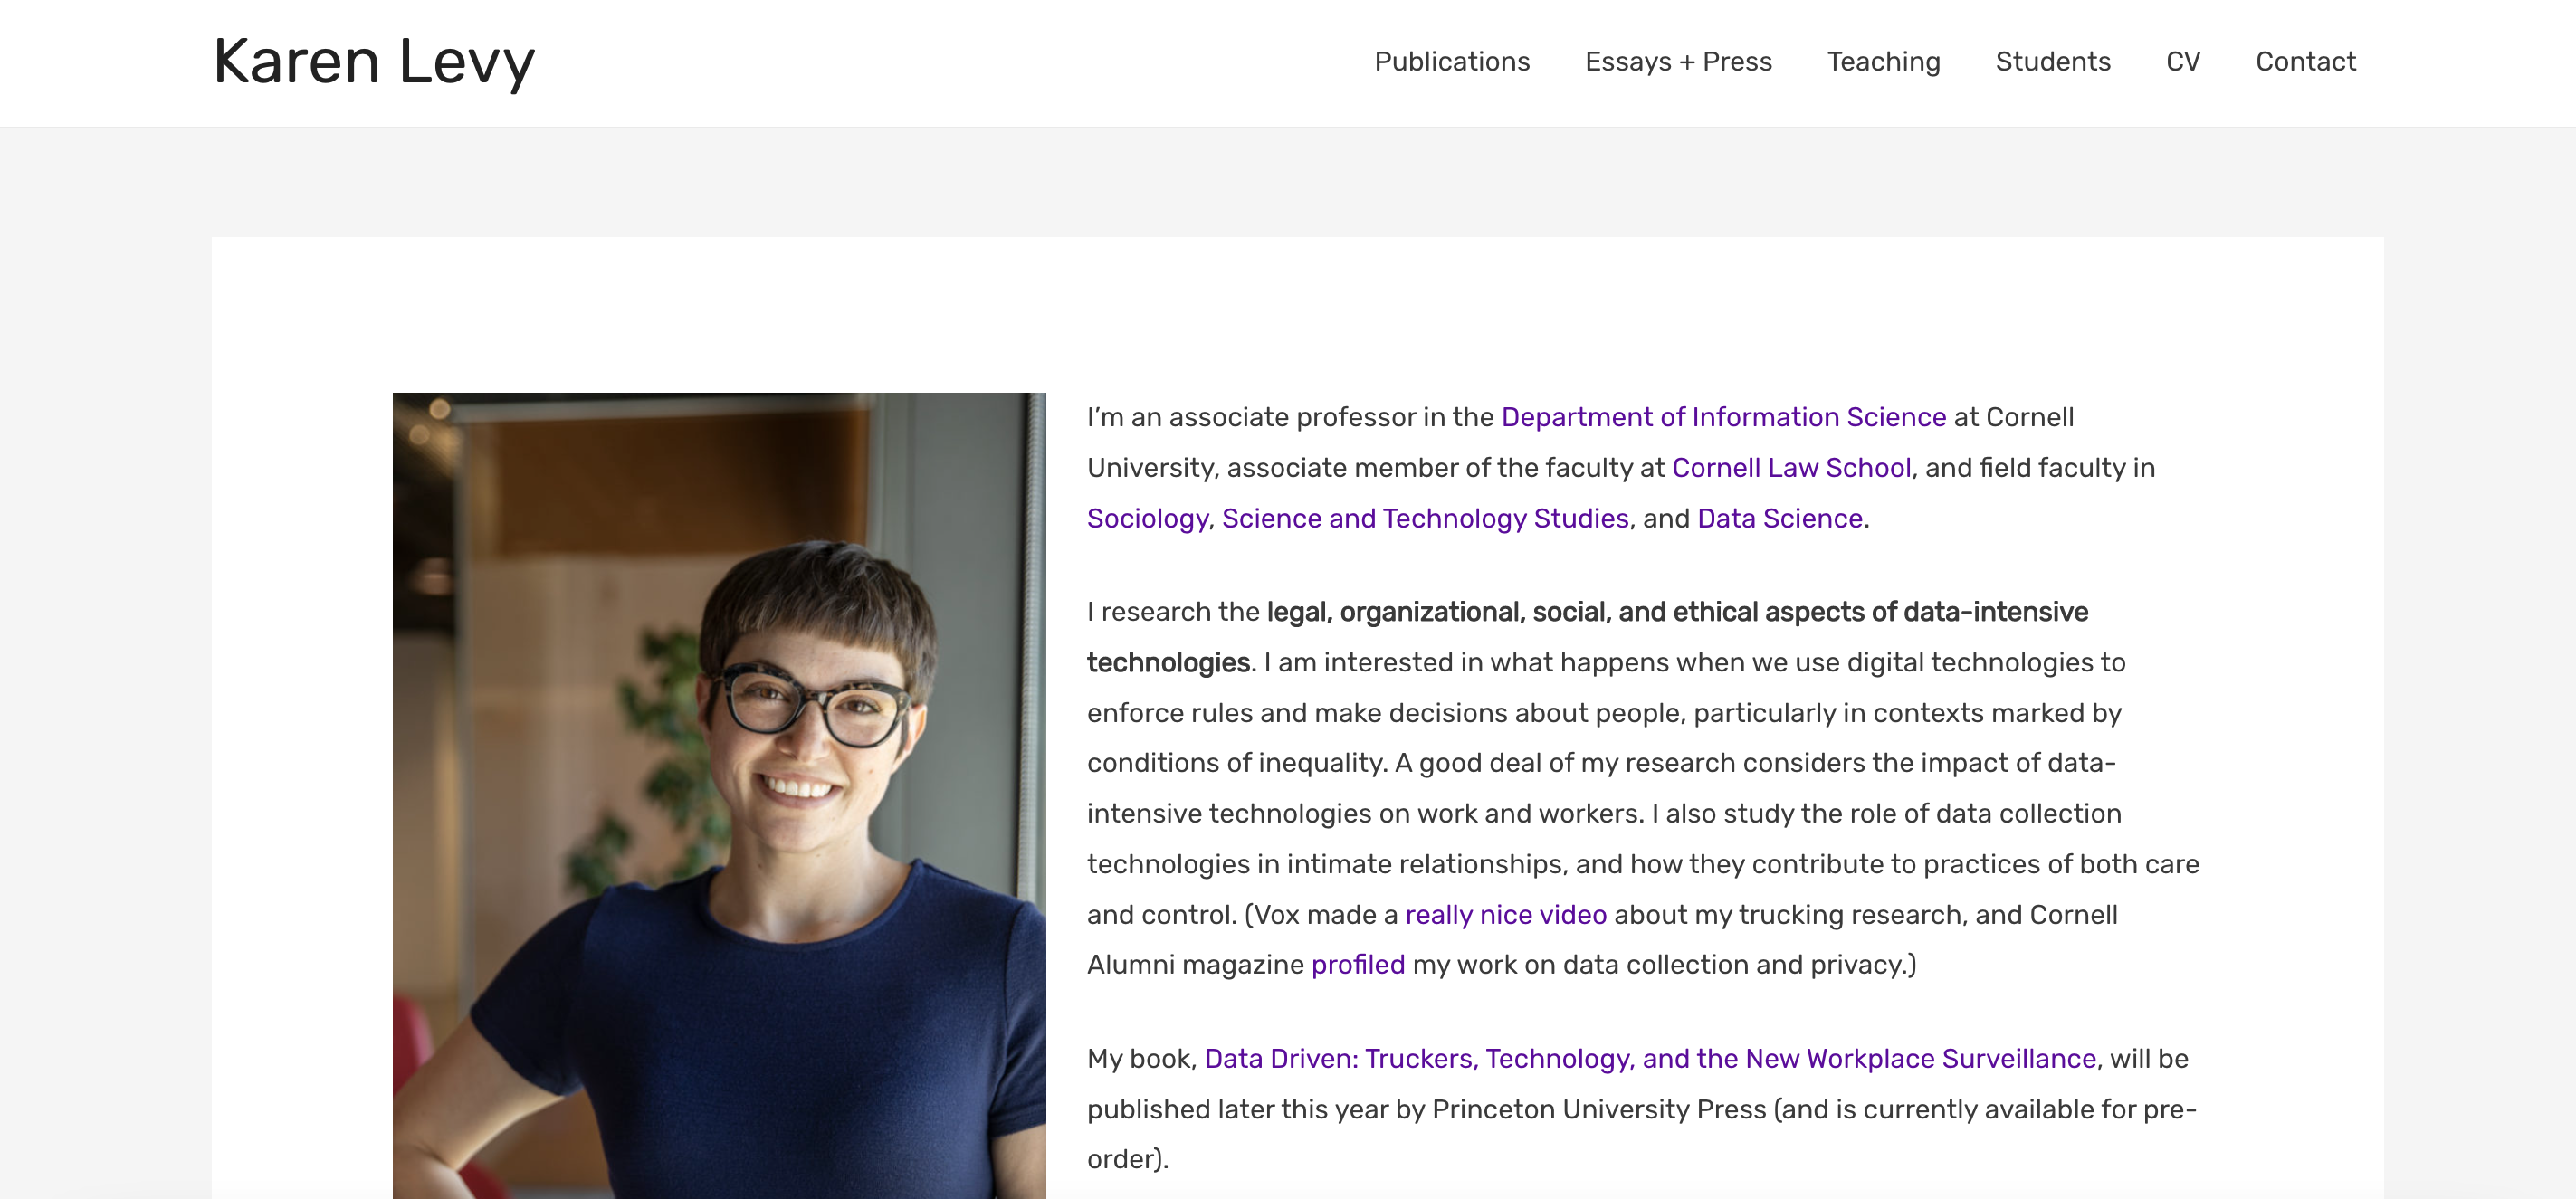 Karen Levy
Publications Essays + Press Teaching Students CV Contact
I’m an associate professor in the Department of Information Science at Cornell
University, associate member of the faculty at Cornell Law School, and field faculty in
Sociology, Science and Technology Studies, and Data Science.
I research the legal, organizational, social, and ethical aspects of data-intensive
technologies. I am interested in what happens when we use digital technologies to
enforce rules and make decisions about people, particularly in contexts marked by
conditions of inequality. A good deal of my research considers the impact of data-
intensive technologies on work and workers. I also study the role of data collection
technologies in intimate relationships, and how they contribute to practices of both care
and control. (Vox made a really nice video about my trucking research, and Cornell
Alumni magazine profiled my work on data collection and privacy.)
My book, Data Driven: Truckers, Technology, and the New Workplace Surveillance, will be
published later this year by Princeton University Press (and is currently available for pre-
order).